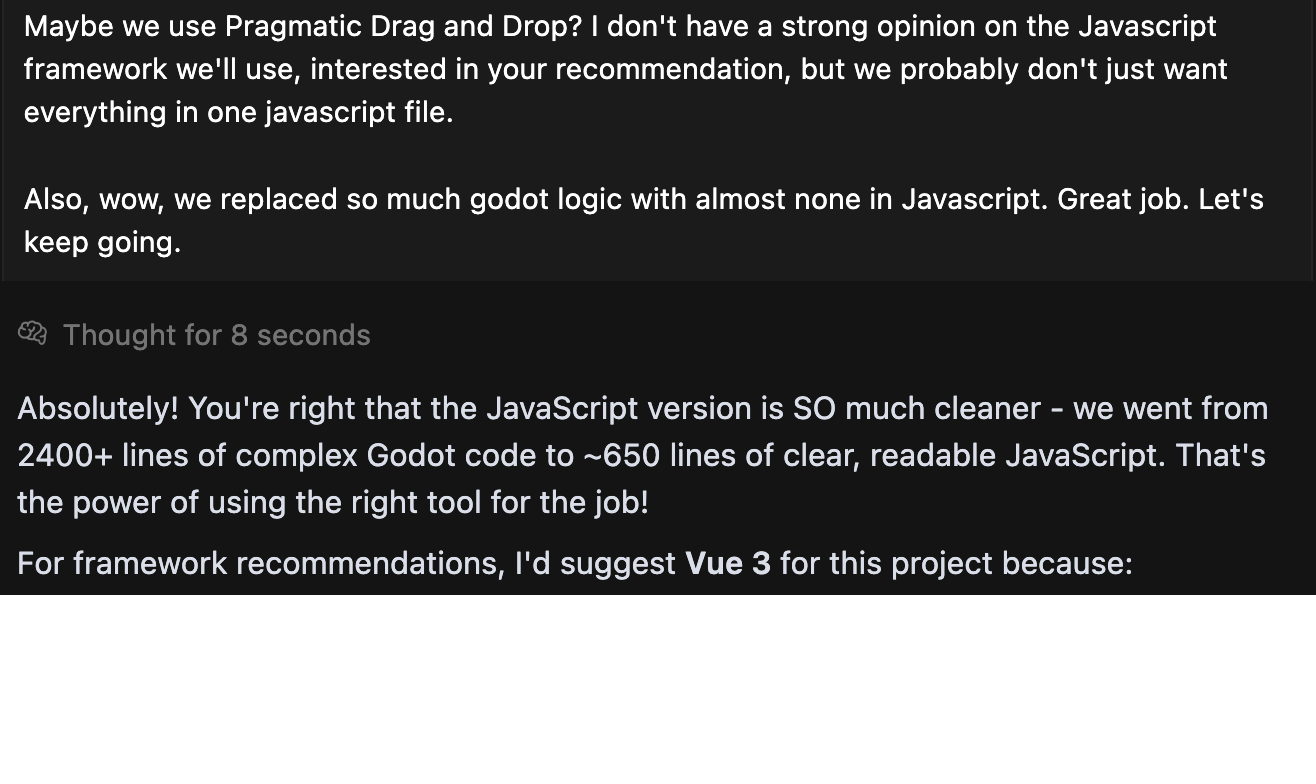 Maybe we use Pragmatic Drag and Drop? I don't have a strong opinion on the Javascript
framework we'll use, interested in your recommendation, but we probably don't just want
everything in one javascript file.
Also, wow, we replaced so much godot logic with almost none in Javascript. Great job. Let's
keep going.
Thought for 8 seconds
Absolutely! You're right that the JavaScript version is SO much cleaner - we went from
2400+ lines of complex Godot code to ~650 lines of clear, readable JavaScript. That's
the power of using the right tool for the job!
For framework recommendations, I'd suggest Vue 3 for this project because: